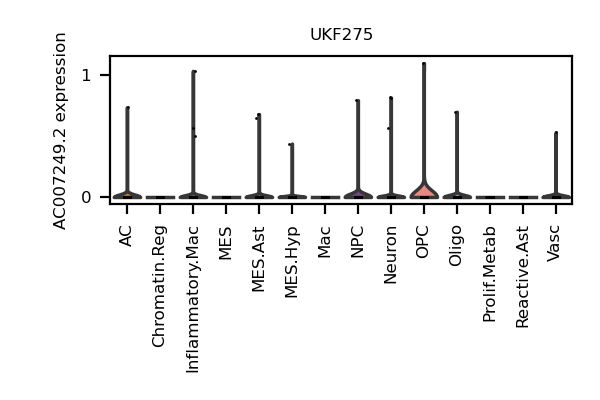 UKF275
AC007249.2 expression
1
0
AC
Chromatin.Reg
Inflammatory.Mac
MES
MES.Ast
MES.Hyp
Mac
NPC
Neuron
OPC
Oligo
Prolif.Metab
Reactive.Ast
Vasc